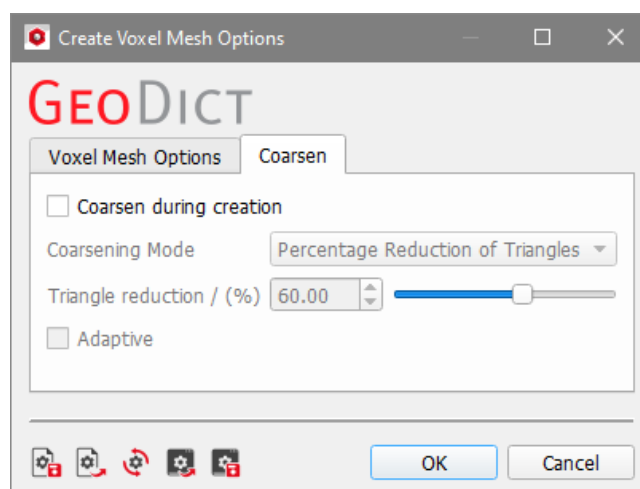 Create Voxel Mesh Options
GEODICT
Voxel Mesh Options Coarsen
Coarsen during creation
Coarsening Mode Percentage Reduction of Triangles
Triangle reduction / (%) 60.00
Adaptive
OK Cancel